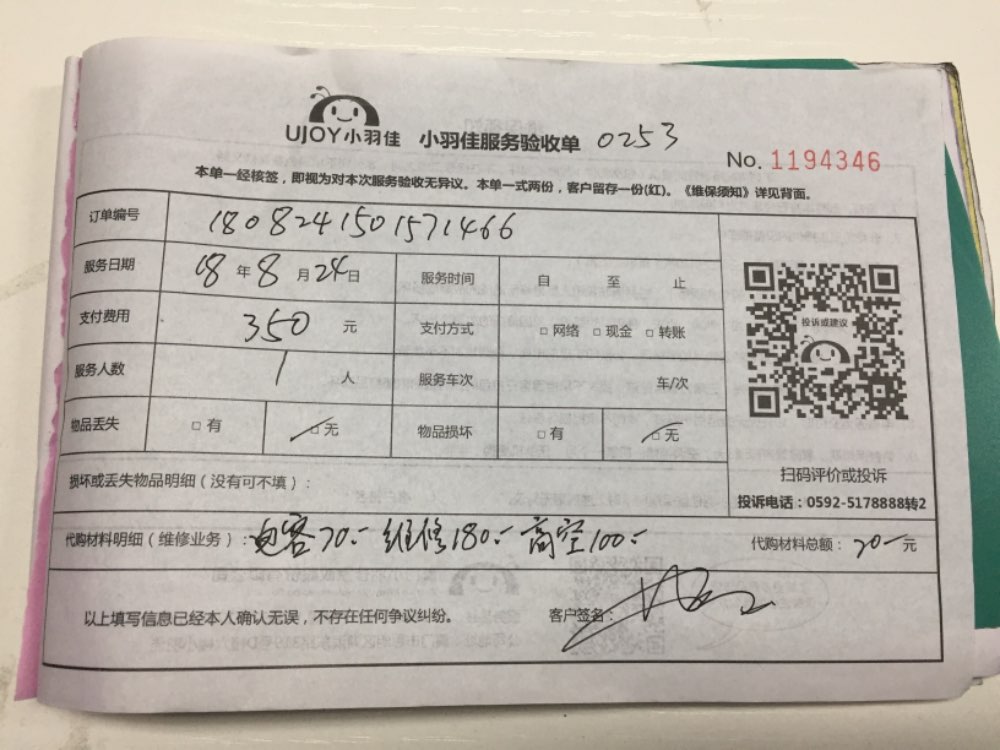 UJOY小羽佳 小羽佳服务验收单 0253
No. 1194346
本单一经核签，即视为对本次服务验收无异议。本单一式两份，客户留存一份(红)。《维保须知》详见背面。
订单编号 1808241501571466
服务日期 18 年 8 月 24 日 服务时间 自 至 止
支付费用 350 元 支付方式 □ 网络 □ 现金 □ 转账
服务人数 1 人 服务车次 车/次
物品丢失 □ 有 □ 无 物品损坏 □ 有 □ 无
投诉或建议
扫码评价或投诉
损坏或丢失物品明细（没有可不填）：
投诉电话：0592-5178888转2
代购材料明细（维修业务）： 电容70.- 维修180.- 高空100.- 代购材料总额： 70- 元
以上填写信息已经本人确认无误，不存在任何争议纠纷。 客户签名：